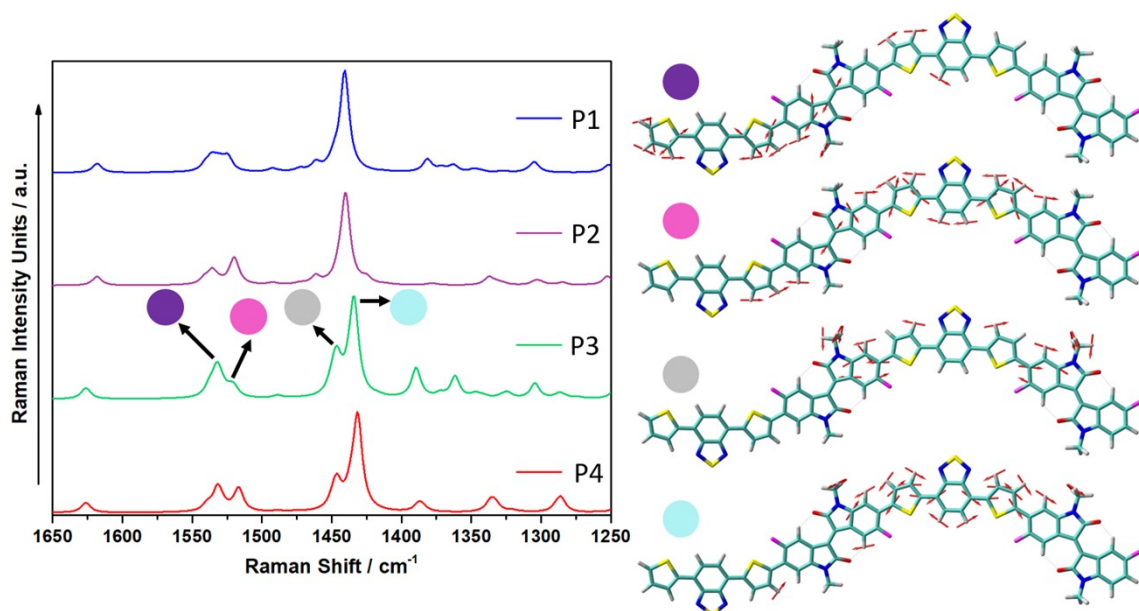 Raman Intensity Units / a.u.
P1
P2
P3
P4
1650 1600 1550 1500 1450 1400 1350 1300 1250
Raman Shift / cm⁻¹